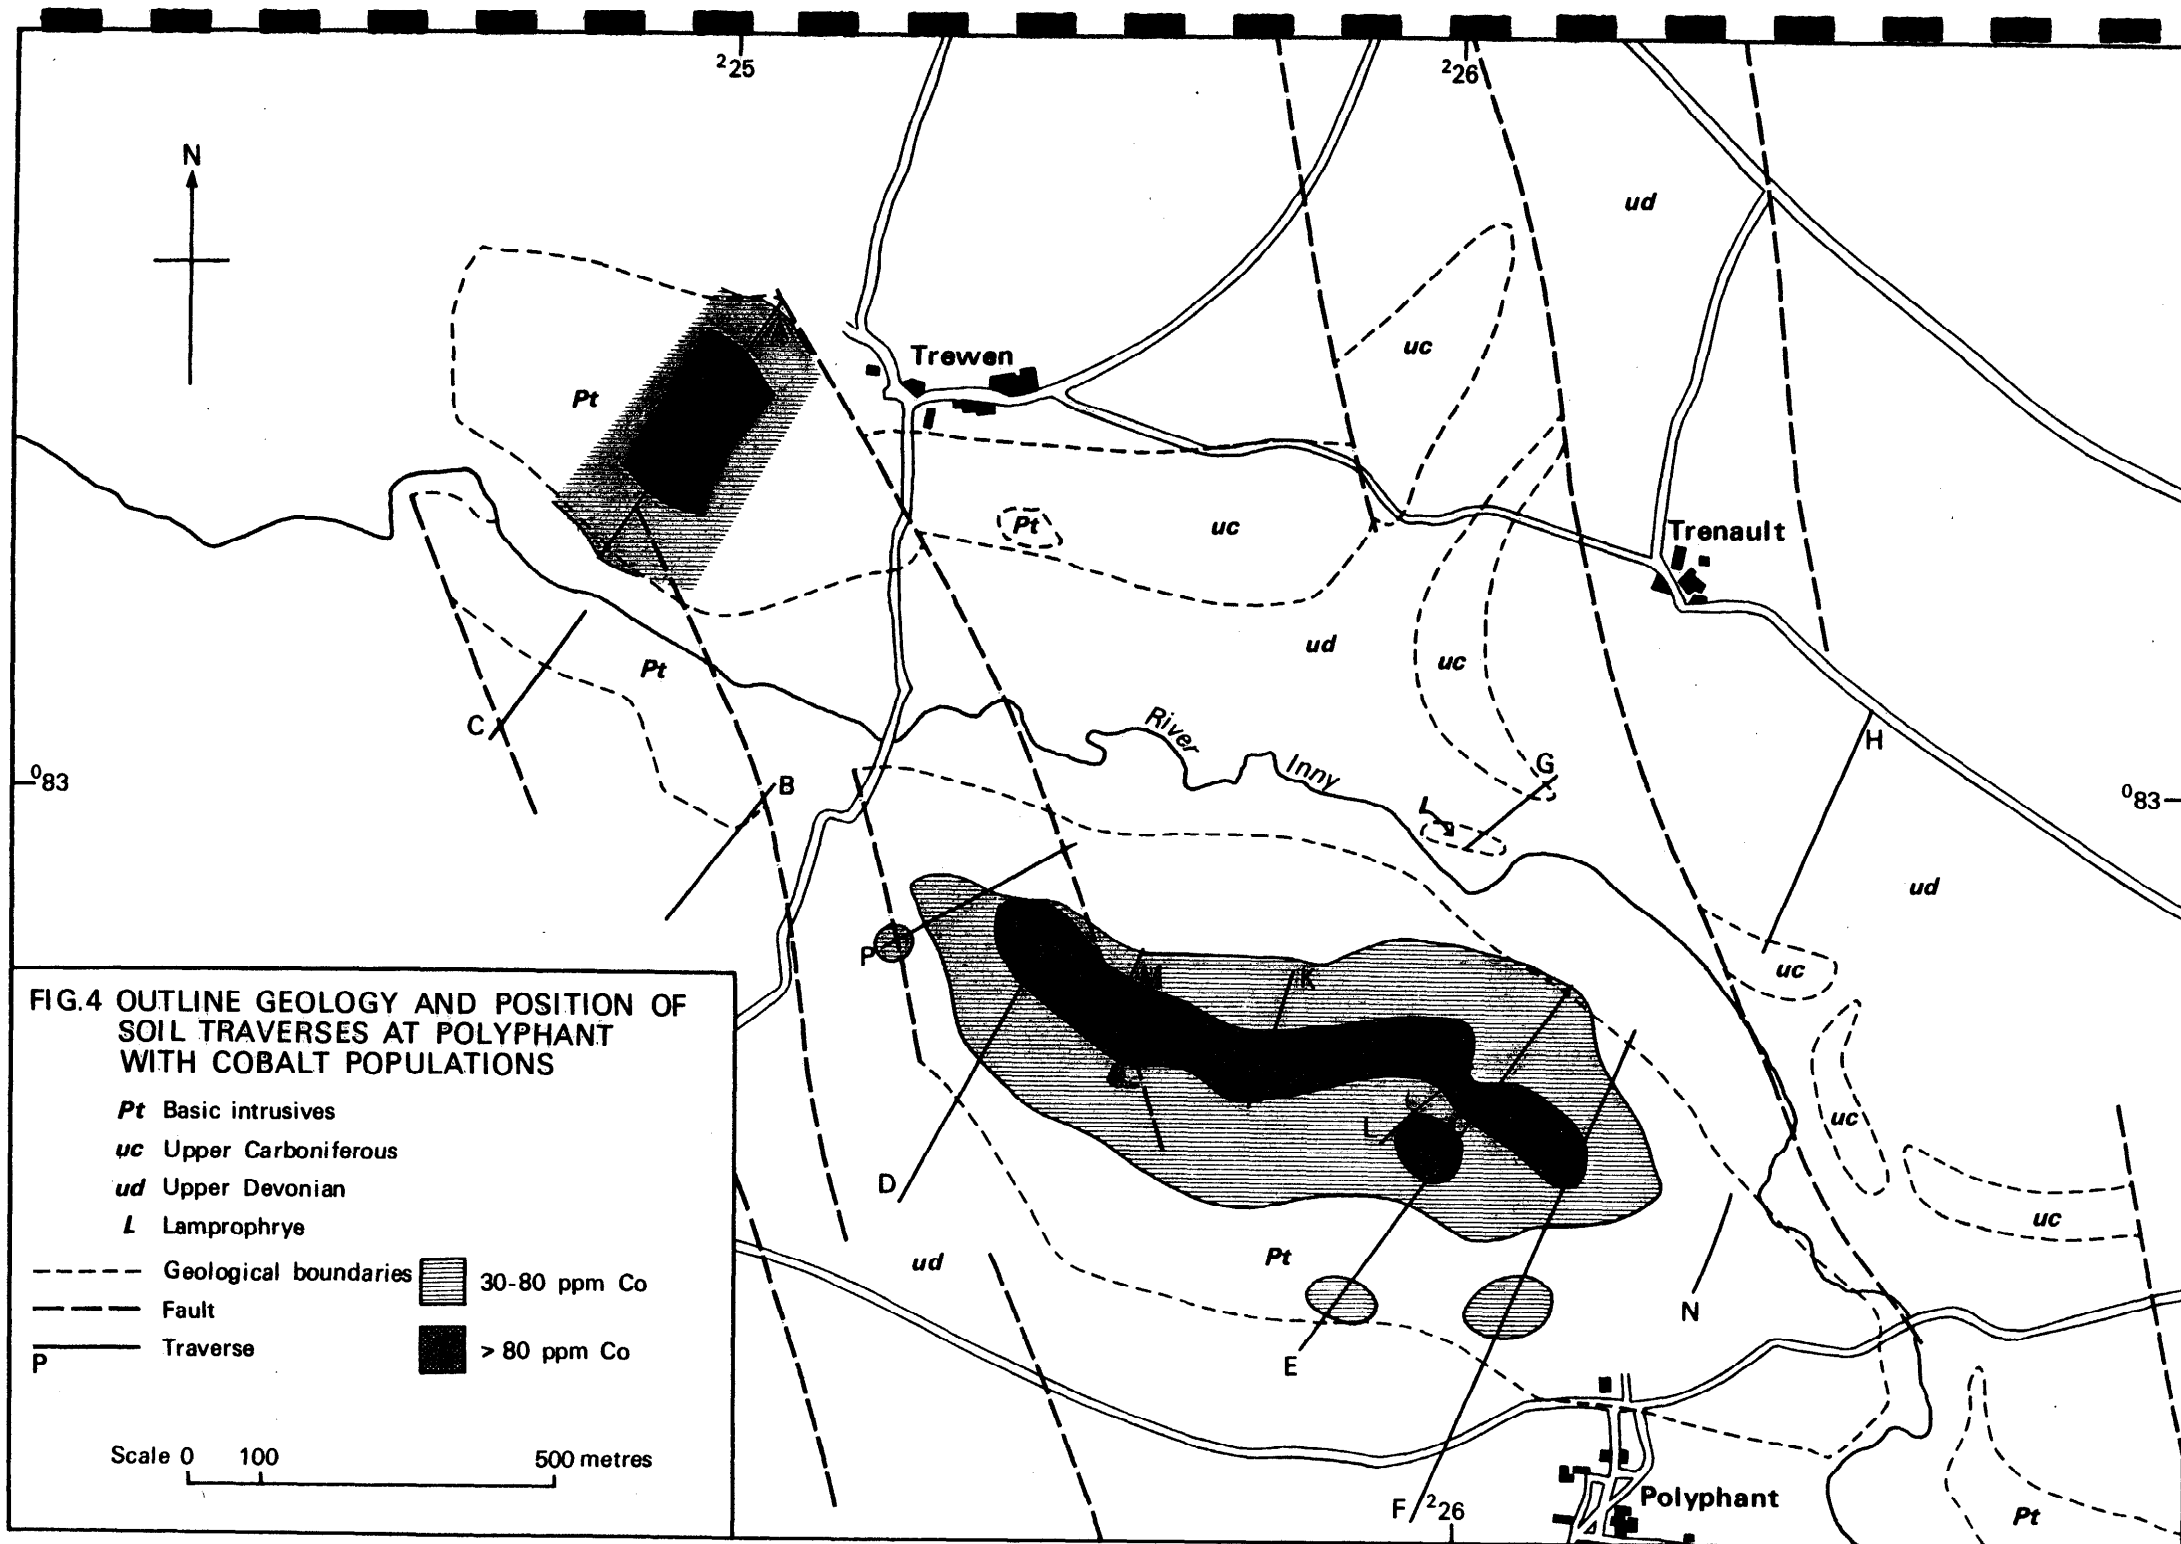 ²25
²26
N
ud
Trewen
uc
Pt
Pt
uc
Trenault
ud
uc
Pt
C
River
Inny
G
H
⁰83
B
L
⁰83
ud
P
M
K
uc
FIG.4 OUTLINE GEOLOGY AND POSITION OF
SOIL TRAVERSES AT POLYPHANT
WITH COBALT POPULATIONS
Pt Basic intrusives
uc Upper Carboniferous
ud Upper Devonian
L Lamprophrye
Geological boundaries
Fault
P Traverse
30-80 ppm Co
> 80 ppm Co
Scale 0 100 500 metres
L
uc
D
uc
ud
Pt
N
E
F
²26
Polyphant
Pt